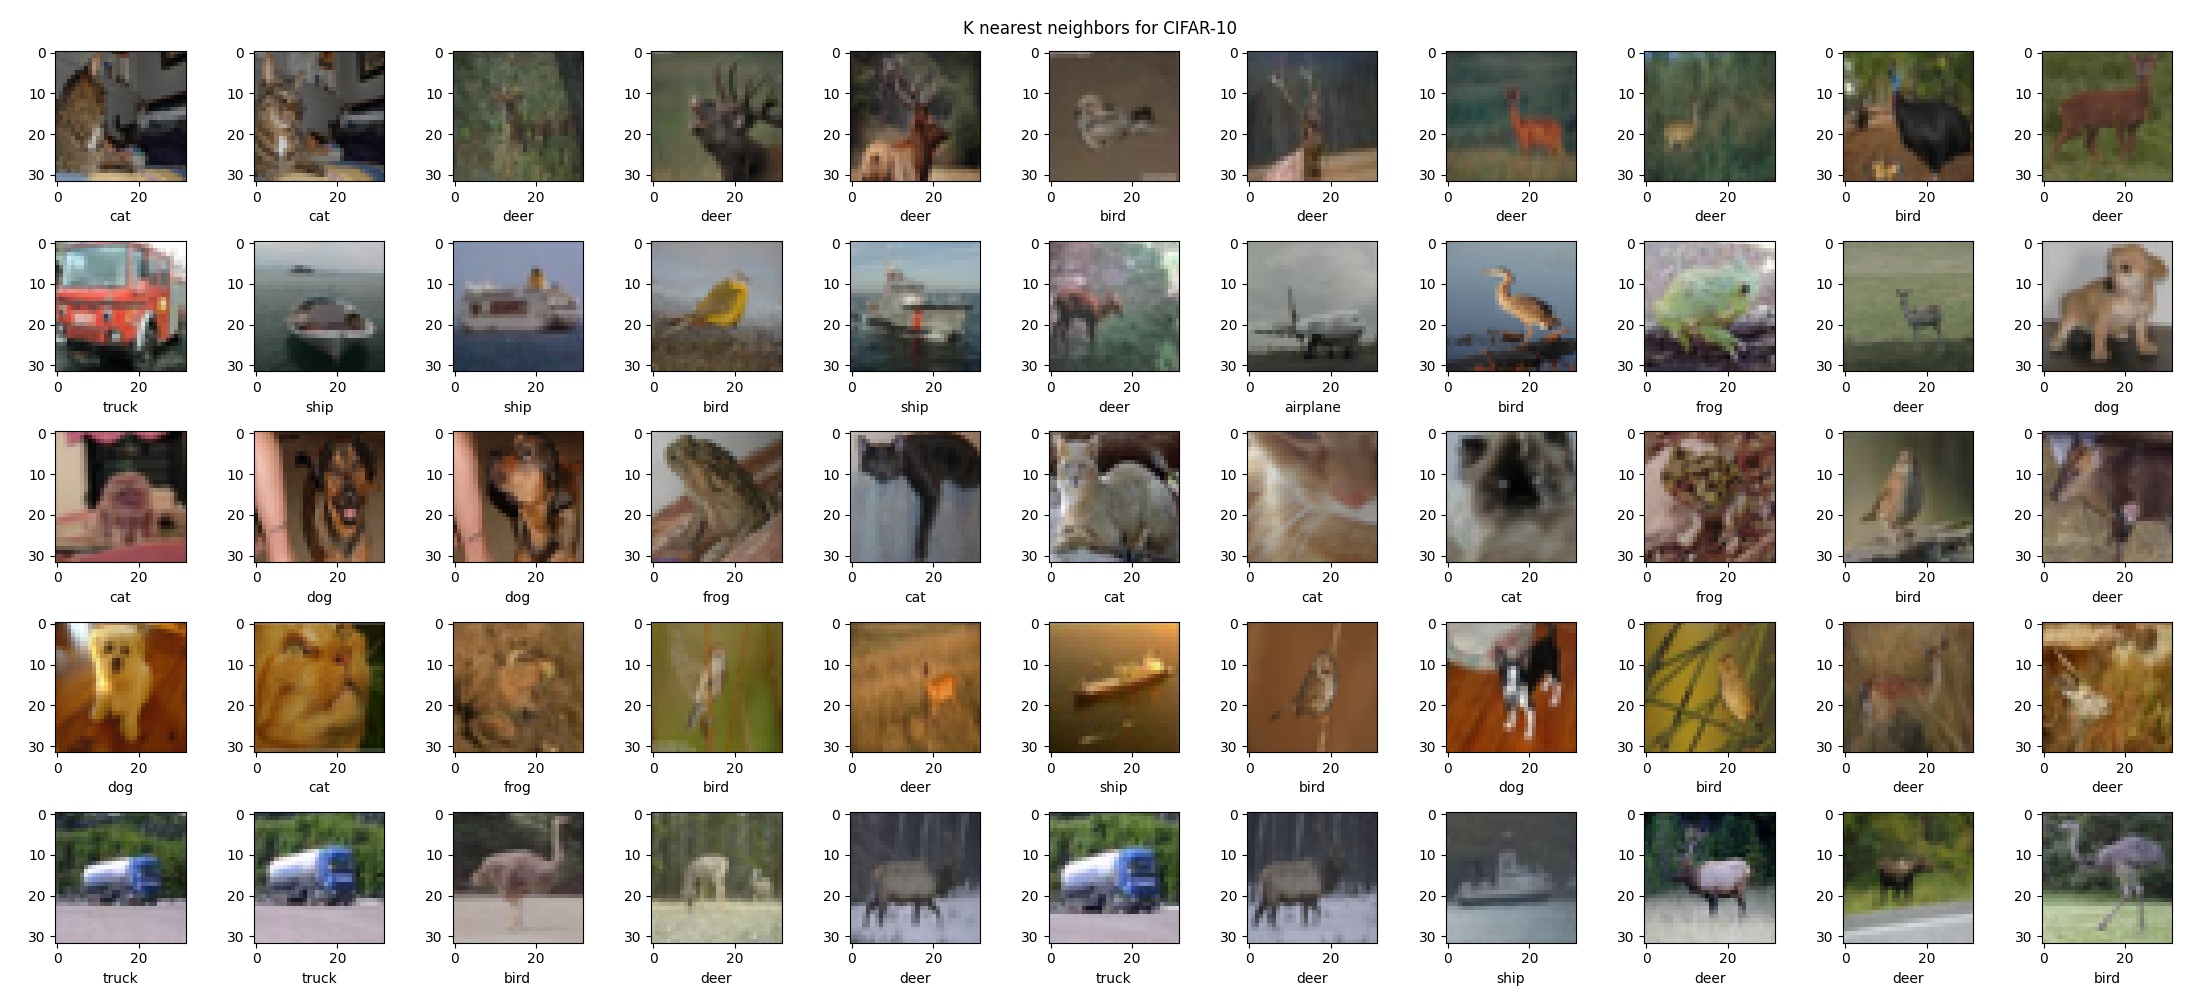 K nearest neighbors for CIFAR-10
0 0 0 0 0 0 0 0 0 0 0
10 10 10 10 10 10 10 10 10 10 10
20 20 20 20 20 20 20 20 20 20 20
30 30 30 30 30 30 30 30 30 30 30
0 20 0 20 0 20 0 20 0 20 0 20 0 20 0 20 0 20 0 20 0 20
cat cat deer deer deer bird deer deer deer bird deer
0 0 0 0 0 0 0 0 0 0 0
10 10 10 10 10 10 10 10 10 10 10
20 20 20 20 20 20 20 20 20 20 20
30 30 30 30 30 30 30 30 30 30 30
0 20 0 20 0 20 0 20 0 20 0 20 0 20 0 20 0 20 0 20 0 20
truck ship ship bird ship deer airplane bird frog deer dog
0 0 0 0 0 0 0 0 0 0 0
10 10 10 10 10 10 10 10 10 10 10
20 20 20 20 20 20 20 20 20 20 20
30 30 30 30 30 30 30 30 30 30 30
0 20 0 20 0 20 0 20 0 20 0 20 0 20 0 20 0 20 0 20 0 20
cat dog dog frog cat cat cat cat frog bird deer
0 0 0 0 0 0 0 0 0 0 0
10 10 10 10 10 10 10 10 10 10 10
20 20 20 20 20 20 20 20 20 20 20
30 30 30 30 30 30 30 30 30 30 30
0 20 0 20 0 20 0 20 0 20 0 20 0 20 0 20 0 20 0 20 0 20
dog cat frog bird deer ship bird dog bird deer deer
0 0 0 0 0 0 0 0 0 0 0
10 10 10 10 10 10 10 10 10 10 10
20 20 20 20 20 20 20 20 20 20 20
30 30 30 30 30 30 30 30 30 30 30
0 20 0 20 0 20 0 20 0 20 0 20 0 20 0 20 0 20 0 20 0 20
truck truck bird deer deer truck deer ship deer deer bird